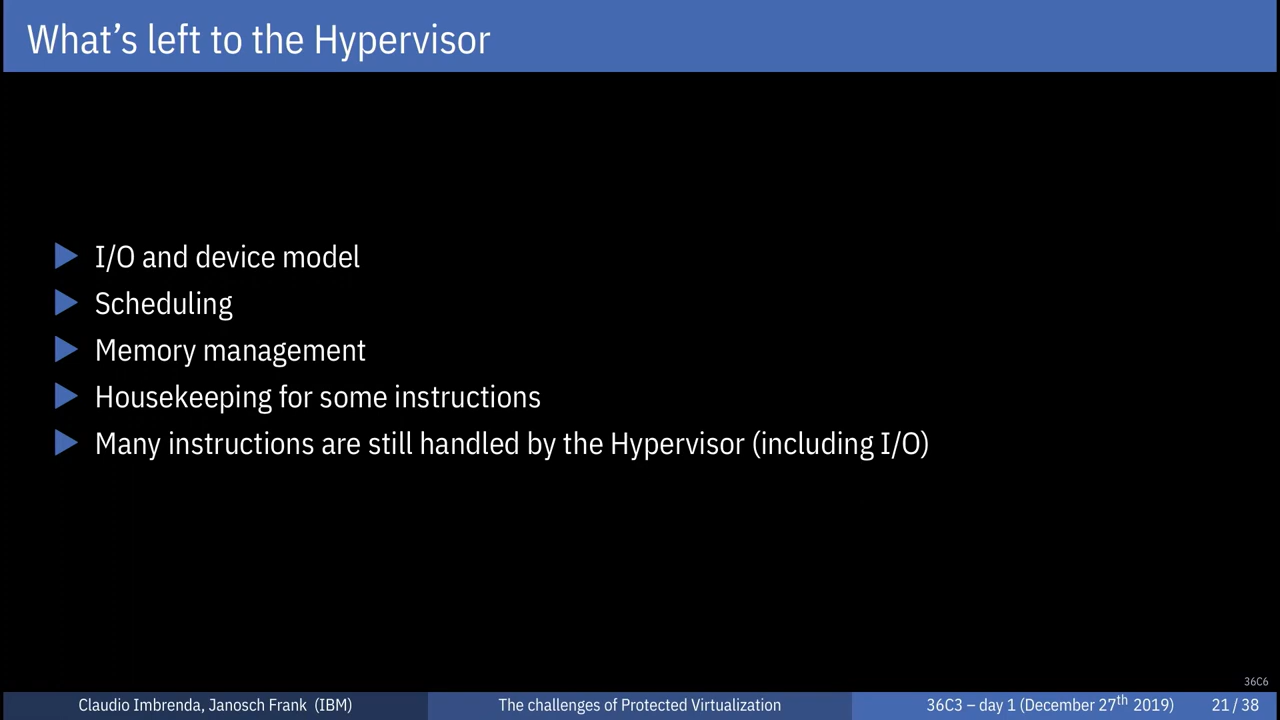 What’s left to the Hypervisor
I/O and device model
Scheduling
Memory management
Housekeeping for some instructions
Many instructions are still handled by the Hypervisor (including I/O)
36C6
Claudio Imbrenda, Janosch Frank (IBM)
The challenges of Protected Virtualization
36C3 – day 1 (December 27th 2019)
21 / 38